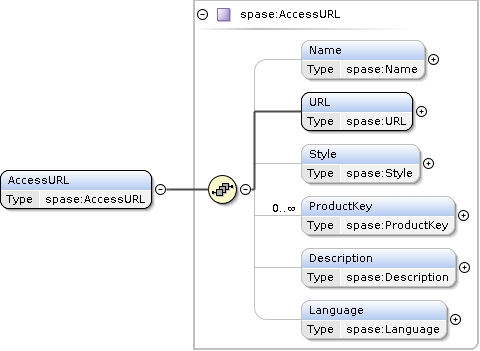 spase:AccessURL
Name
Type spase:Name
URL
Type spase:URL
Style
Type spase:Style
AccessURL
Type spase:AccessURL
0..∞
ProductKey
Type spase:ProductKey
Description
Type spase:Description
Language
Type spase:Language